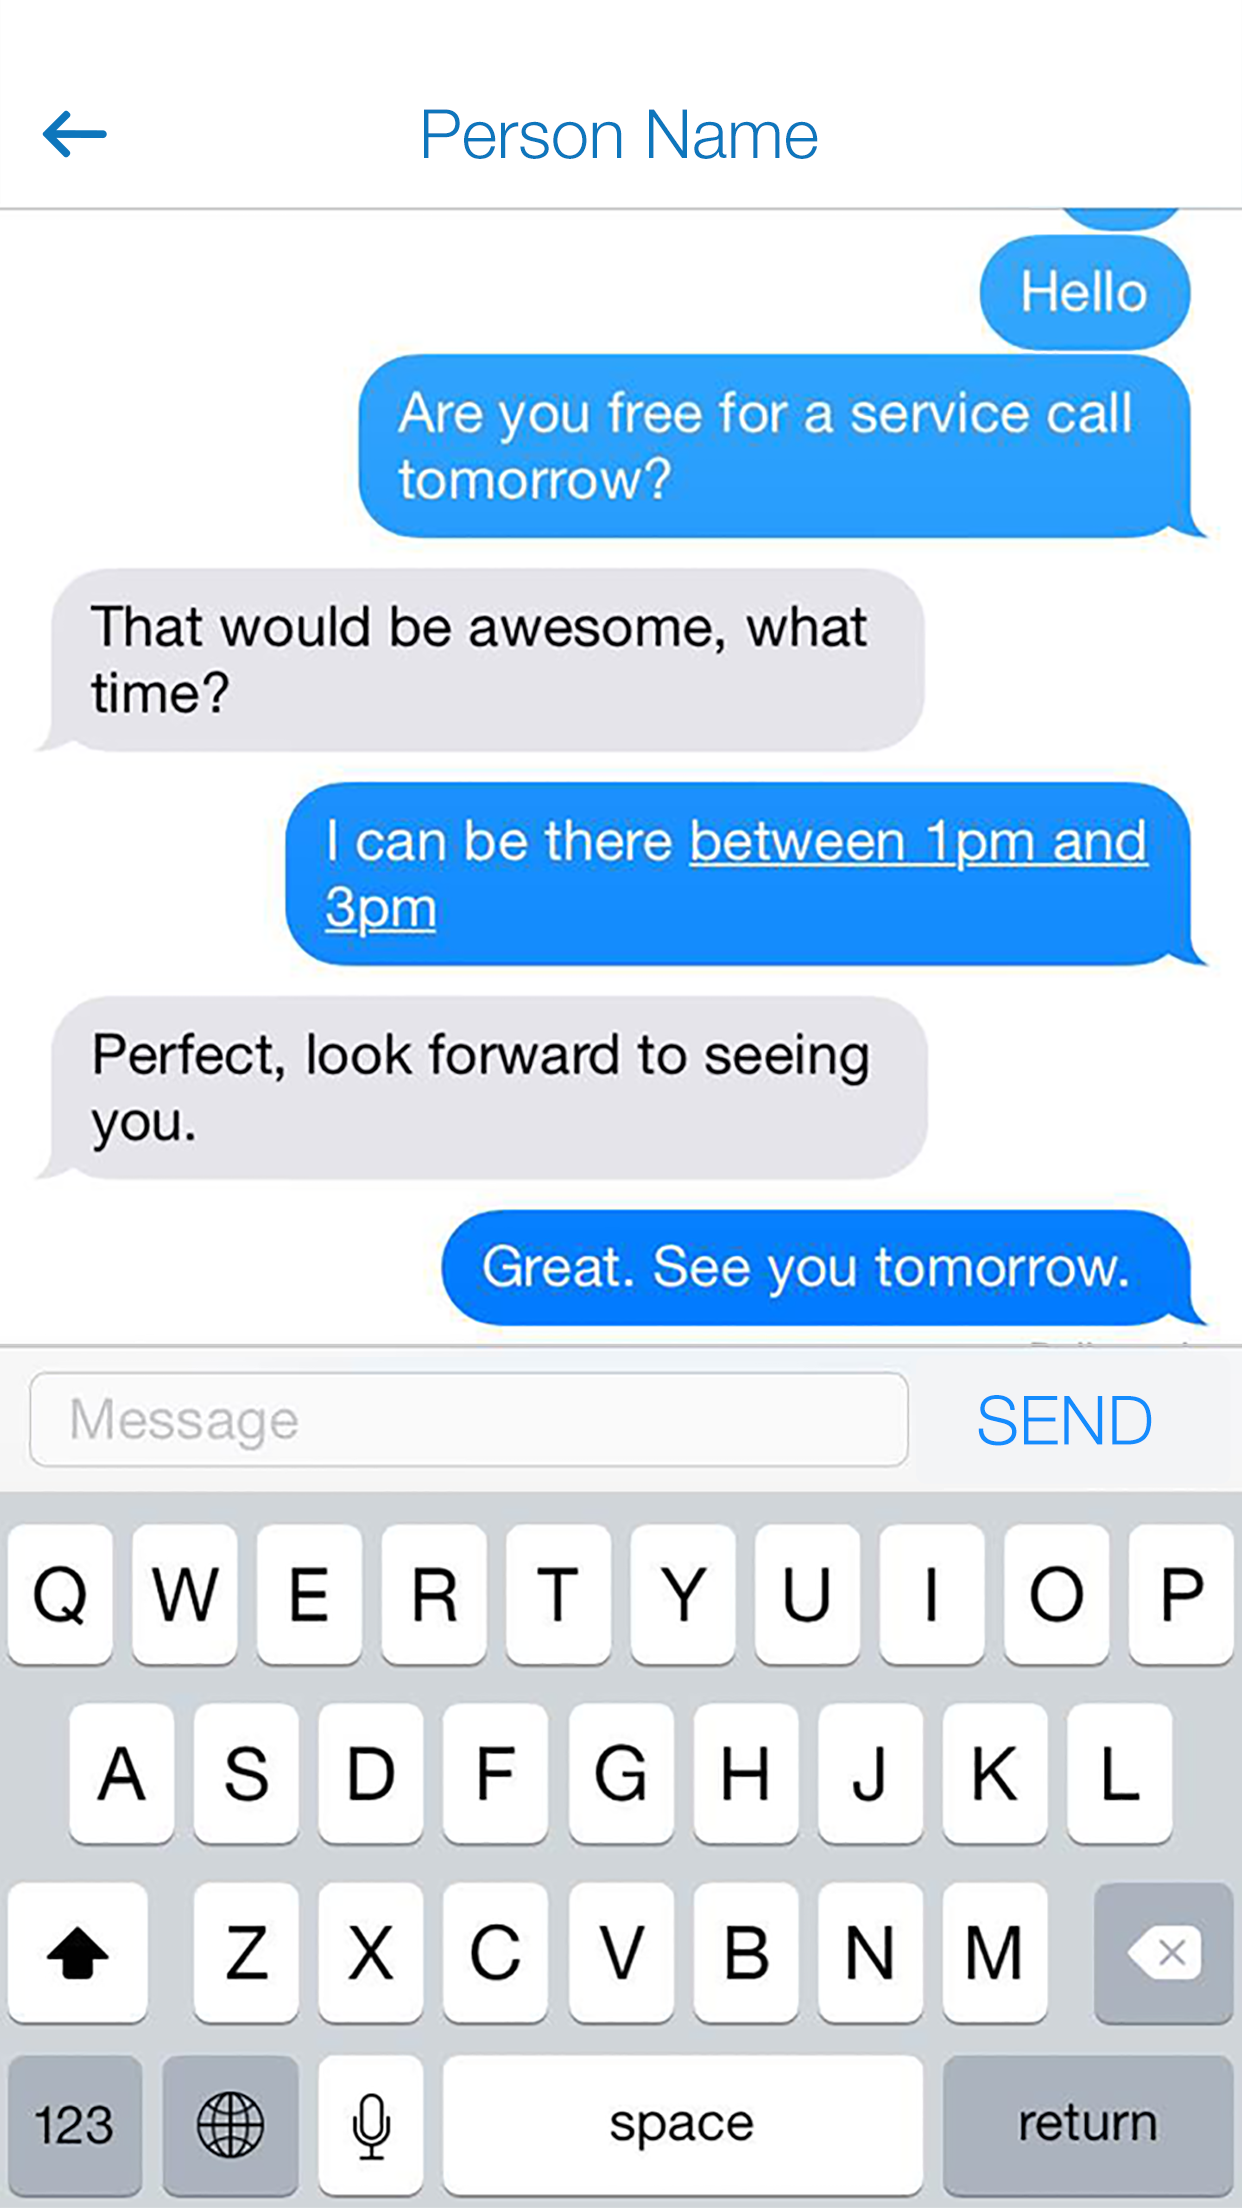 Person Name
Hello
Are you free for a service call
tomorrow?
That would be awesome, what
time?
I can be there between 1pm and
3pm
Perfect, look forward to seeing
you.
Great. See you tomorrow.
Message
SEND
Q W E R T Y U I O P
A S D F G H J K L
Z X C V B N M
123 space return